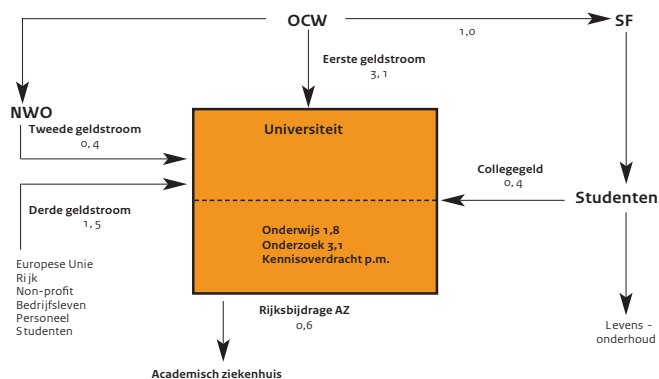 OCW
SF
1,0
Eerste geldstroom
3,1
NWO
Tweede geldstroom
0,4
Universiteit
Collegegeld
0,4
Studenten
Derde geldstroom
1,5
Onderwijs 1,8
Onderzoek 3,1
Kennisoverdracht p.m.
Europese Unie
Rijk
Non-profit
Bedrijfsleven
Personeel
Studenten
Rijksbijdrage AZ
0,6
Levens -
onderhoud
Academisch ziekenhuis